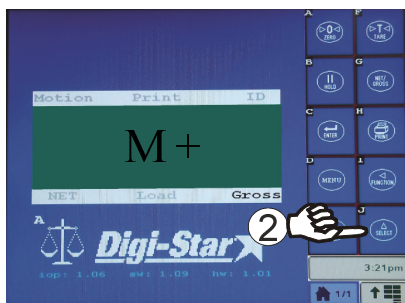 A
→0←
ZERO
F
→T←
TARE
B
HOLD
G
NET/
GROSS
C
ENTER
H
PRINT
D
MENU
I
FUNCTION
J
SELECT
Motion Print ID
M+
NET Load Gross
A
Digi-Star
iop: 1.06 sw: 1.09 hw: 1.01
2
3:21pm
1/1